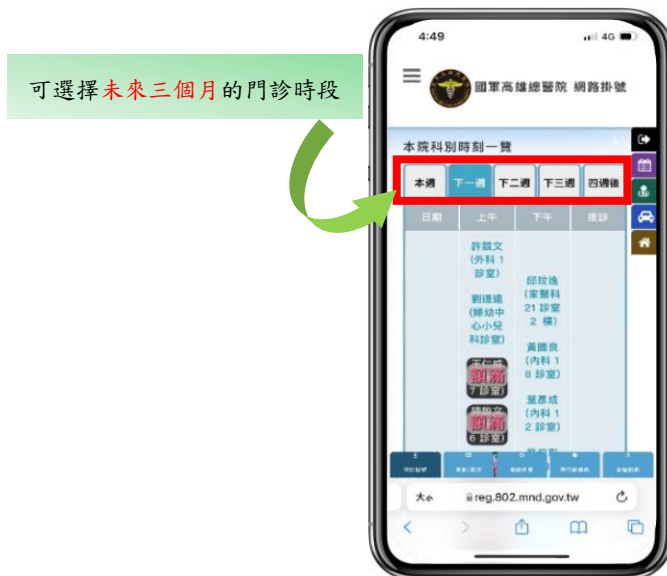 可選擇未來三個月的門診時段
4:49
4G
國軍高雄總醫院 網路掛號
本院科別時刻一覽
本週 下一週 下二週 下三週 四週後
日期 上午 下午 夜診
許
文
(外科 1
診室)
劉
(婦幼中
心小兒
科診室)
額滿
7 診室)
額滿
6 診室)
邱玟逸
(家醫科
21 診室
2 樓)
黃國良
(內科 1
8 診室)
葉彥成
(內科 1
2 診室)
大小
reg.802.mnd.gov.tw